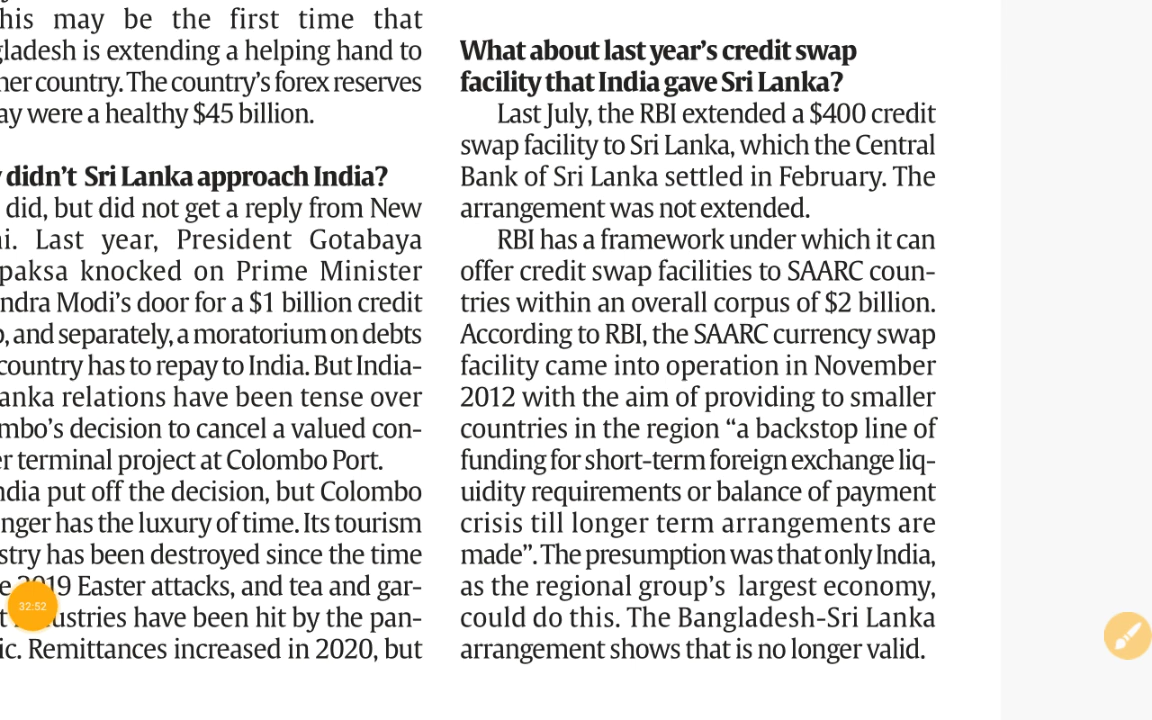 his may be the first time that
gladesh is extending a helping hand to
her country. The country's forex reserves
ay were a healthy $45 billion.
didn't Sri Lanka approach India?
did, but did not get a reply from New
i. Last year, President Gotabaya
paksa knocked on Prime Minister
ndra Modi's door for a $1 billion credit
p, and separately, a moratorium on debts
country has to repay to India. But India-
anka relations have been tense over
mbo's decision to cancel a valued con-
er terminal project at Colombo Port.
ndia put off the decision, but Colombo
nger has the luxury of time. Its tourism
stry has been destroyed since the time
e 2019 Easter attacks, and tea and gar-
t industries have been hit by the pan-
ic. Remittances increased in 2020, but
32:52
What about last year's credit swap
facility that India gave Sri Lanka?
Last July, the RBI extended a $400 credit
swap facility to Sri Lanka, which the Central
Bank of Sri Lanka settled in February. The
arrangement was not extended.
RBI has a framework under which it can
offer credit swap facilities to SAARC coun-
tries within an overall corpus of $2 billion.
According to RBI, the SAARC currency swap
facility came into operation in November
2012 with the aim of providing to smaller
countries in the region “a backstop line of
funding for short-term foreign exchange liq-
uidity requirements or balance of payment
crisis till longer term arrangements are
made”. The presumption was that only India,
as the regional group's largest economy,
could do this. The Bangladesh-Sri Lanka
arrangement shows that is no longer valid.